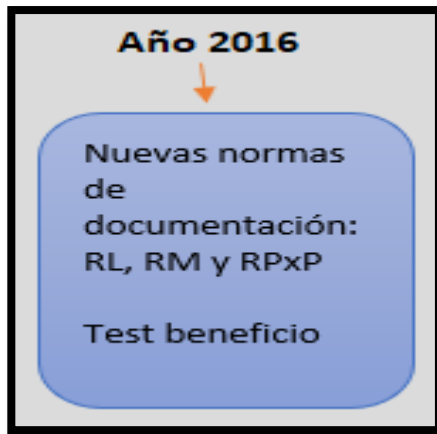 Año 2016
Nuevas normas
de
documentación:
RL, RM y RPxP
Test beneficio